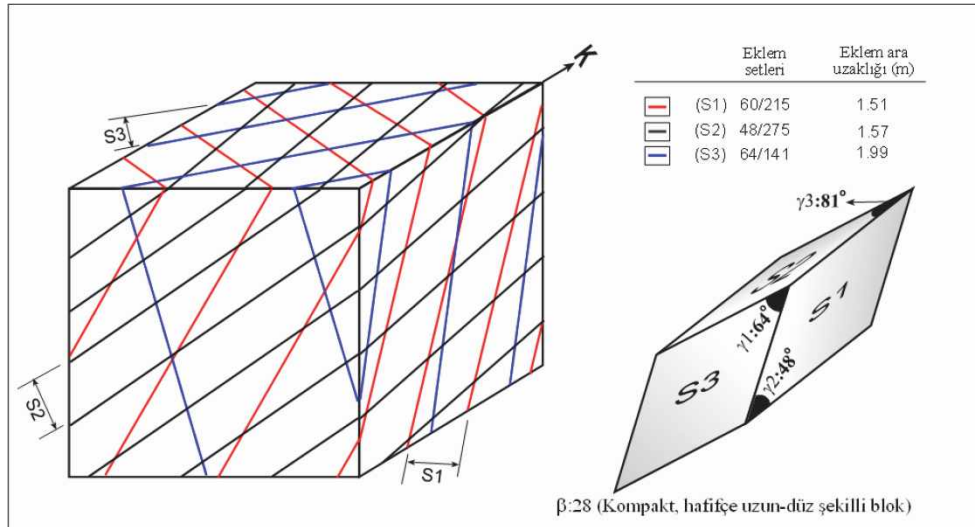 K
S3
S2
S1
Eklem setleri
Eklem ara uzaklığı (m)
(S1) 60/215 1.51
(S2) 48/275 1.57
(S3) 64/141 1.99
γ3:81°
S2
γ1:64°
S1
S3
γ2:48°
β:28 (Kompakt, hafifçe uzun-düz şekilli blok)